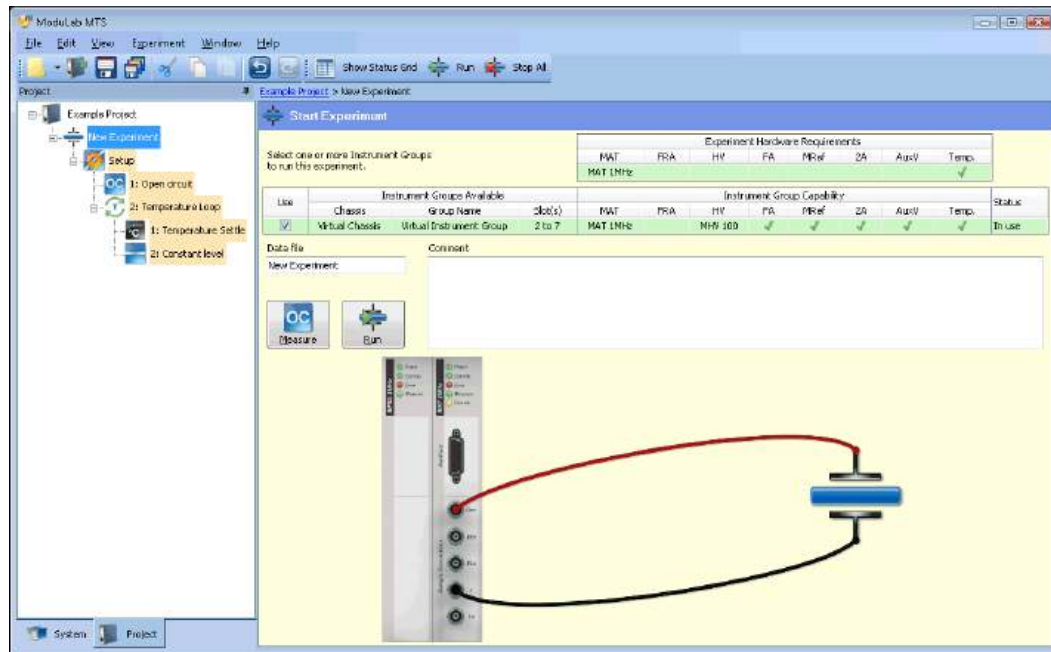 ModuLab MTS
File Edit View Experiment Window Help
Show Status Grid Run Stop All
Project
Example Project > New Experiment
Example Project
New Experiment
Setup
OC 1: Open circuit
2: Temperature Loop
1: Temperature Settle
2: Constant level
Start Experiment
Select one or more Instrument Groups
to run this experiment.
Experiment Hardware Requirements
MAT FRA HV FA MRef 2A AuxV Temp.
MAT 1MHz
Use Instrument Groups Available Instrument Group Capability Status
Chassis Group Name Slot(s) MAT FRA HV FA MRef 2A AuxV Temp.
Virtual Chassis Virtual Instrument Group 2 to 7 MAT 1MHz MHV 100 In use
Data file Comment
New Experiment
OC
Measure Run
System Project